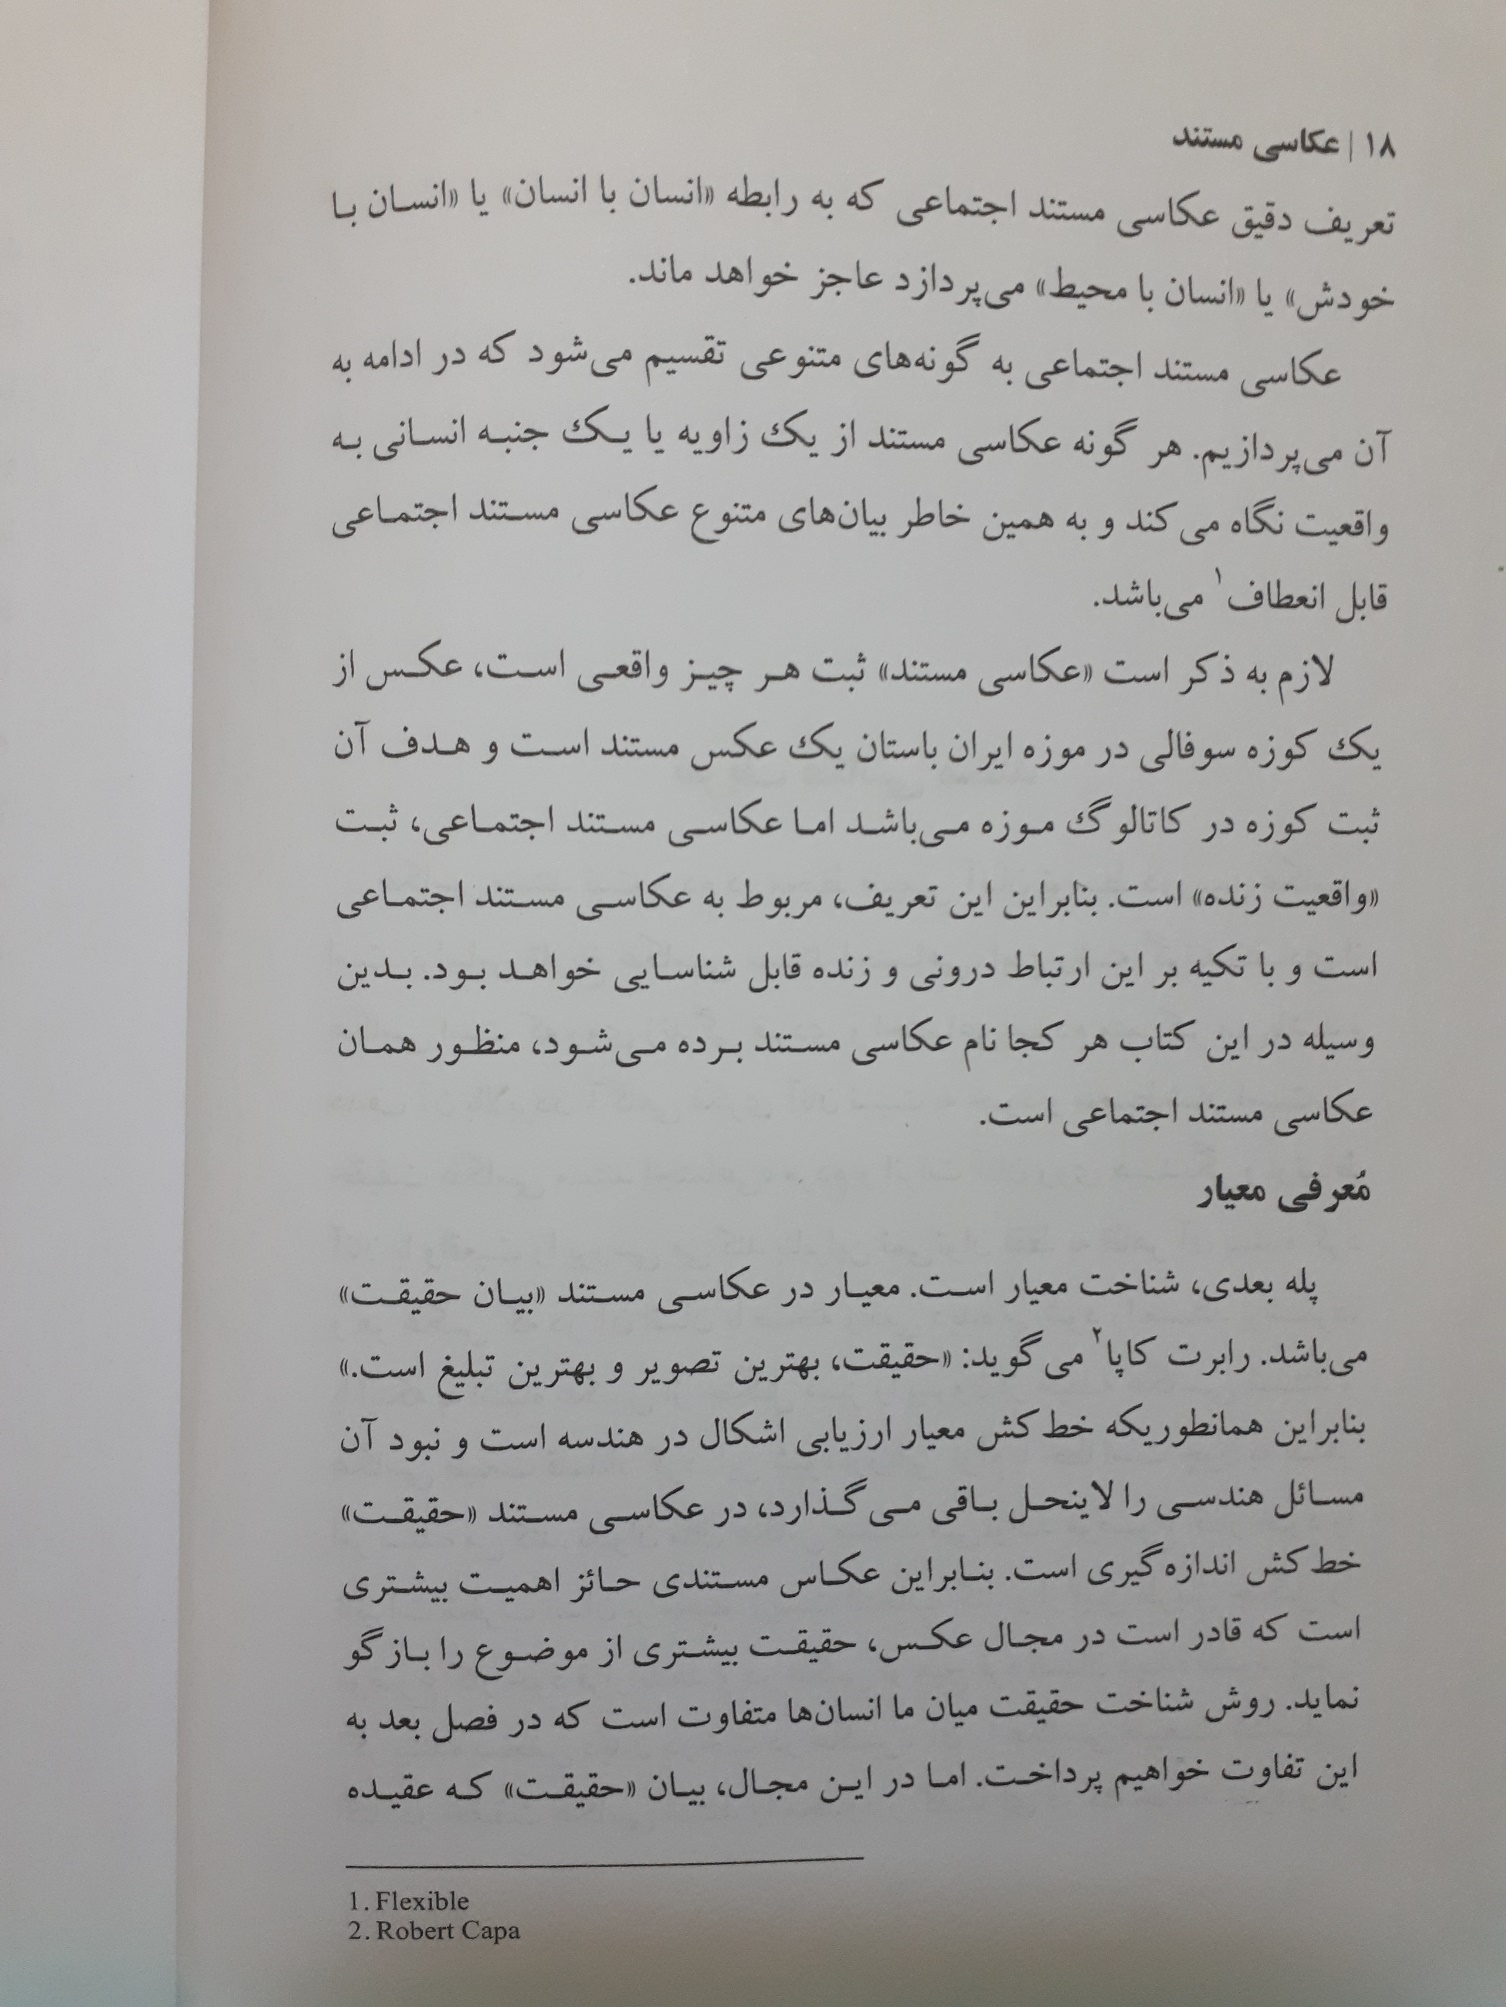 ۱۸ | عکاسی مستند
تعریف دقیق عکاسی مستند اجتماعی که به رابطه «انسان با انسان» یا «انسان با
خودش» یا «انسان با محیط» می‌پردازد عاجز خواهد ماند.
عکاسی مستند اجتماعی به گونه‌های متنوعی تقسیم می‌شود که در ادامه به
آن می‌پردازیم. هر گونه عکاسی مستند از یک زاویه یا یک جنبه انسانی به
واقعیت نگاه می‌کند و به همین خاطر بیان‌های متنوع عکاسی مستند اجتماعی
قابل انعطاف۱ می‌باشد.
لازم به ذکر است «عکاسی مستند» ثبت هر چیز واقعی است، عکس از
یک کوزه سوفالی در موزه ایران باستان یک عکس مستند است و هدف آن
ثبت کوزه در کاتالوگ موزه می‌باشد اما عکاسی مستند اجتماعی، ثبت
«واقعیت زنده» است. بنابراین این تعریف، مربوط به عکاسی مستند اجتماعی
است و با تکیه بر این ارتباط درونی و زنده قابل شناسایی خواهد بود. بدین
وسیله در این کتاب هر کجا نام عکاسی مستند برده می‌شود، منظور همان
عکاسی مستند اجتماعی است.
مُعرفی معیار
پله بعدی، شناخت معیار است. معیار در عکاسی مستند «بیان حقیقت»
می‌باشد. رابرت کاپا۲ می‌گوید: «حقیقت، بهترین تصویر و بهترین تبلیغ است.»
بنابراین همانطوریکه خط‌کش معیار ارزیابی اشکال در هندسه است و نبود آن
مسائل هندسی را لاینحل باقی می‌گذارد، در عکاسی مستند «حقیقت»
خط‌کش اندازه‌گیری است. بنابراین عکاس مستندی حائز اهمیت بیشتری
است که قادر است در مجال عکس، حقیقت بیشتری از موضوع را بازگو
نماید. روش شناخت حقیقت میان ما انسان‌ها متفاوت است که در فصل بعد به
این تفاوت خواهیم پرداخت. اما در این مجال، بیان «حقیقت» که عقیده
1. Flexible
2. Robert Capa